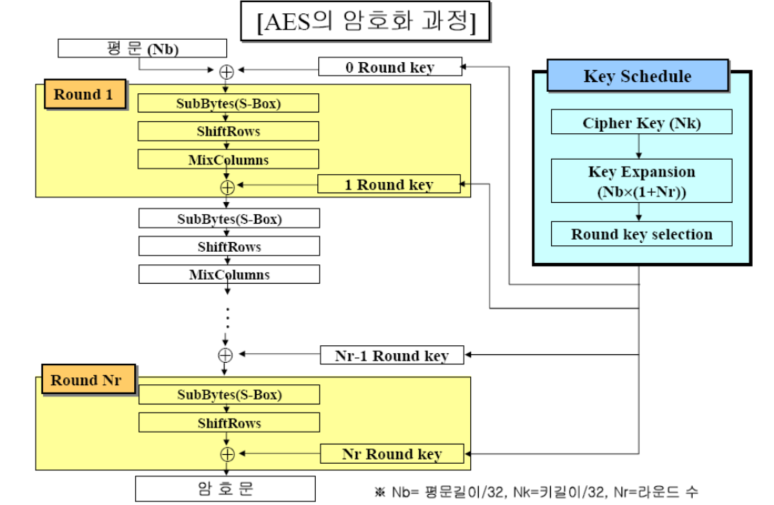 [AES의 암호화 과정]
평 문 (Nb)
0 Round key
Round 1
SubBytes(S-Box)
ShiftRows
MixColumns
1 Round key
SubBytes(S-Box)
ShiftRows
MixColumns
Nr-1 Round key
Round Nr
SubBytes(S-Box)
ShiftRows
Nr Round key
암 호 문
Key Schedule
Cipher Key (Nk)
Key Expansion
(Nb×(1+Nr))
Round key selection
※ Nb= 평문길이/32, Nk=키길이/32, Nr=라운드 수